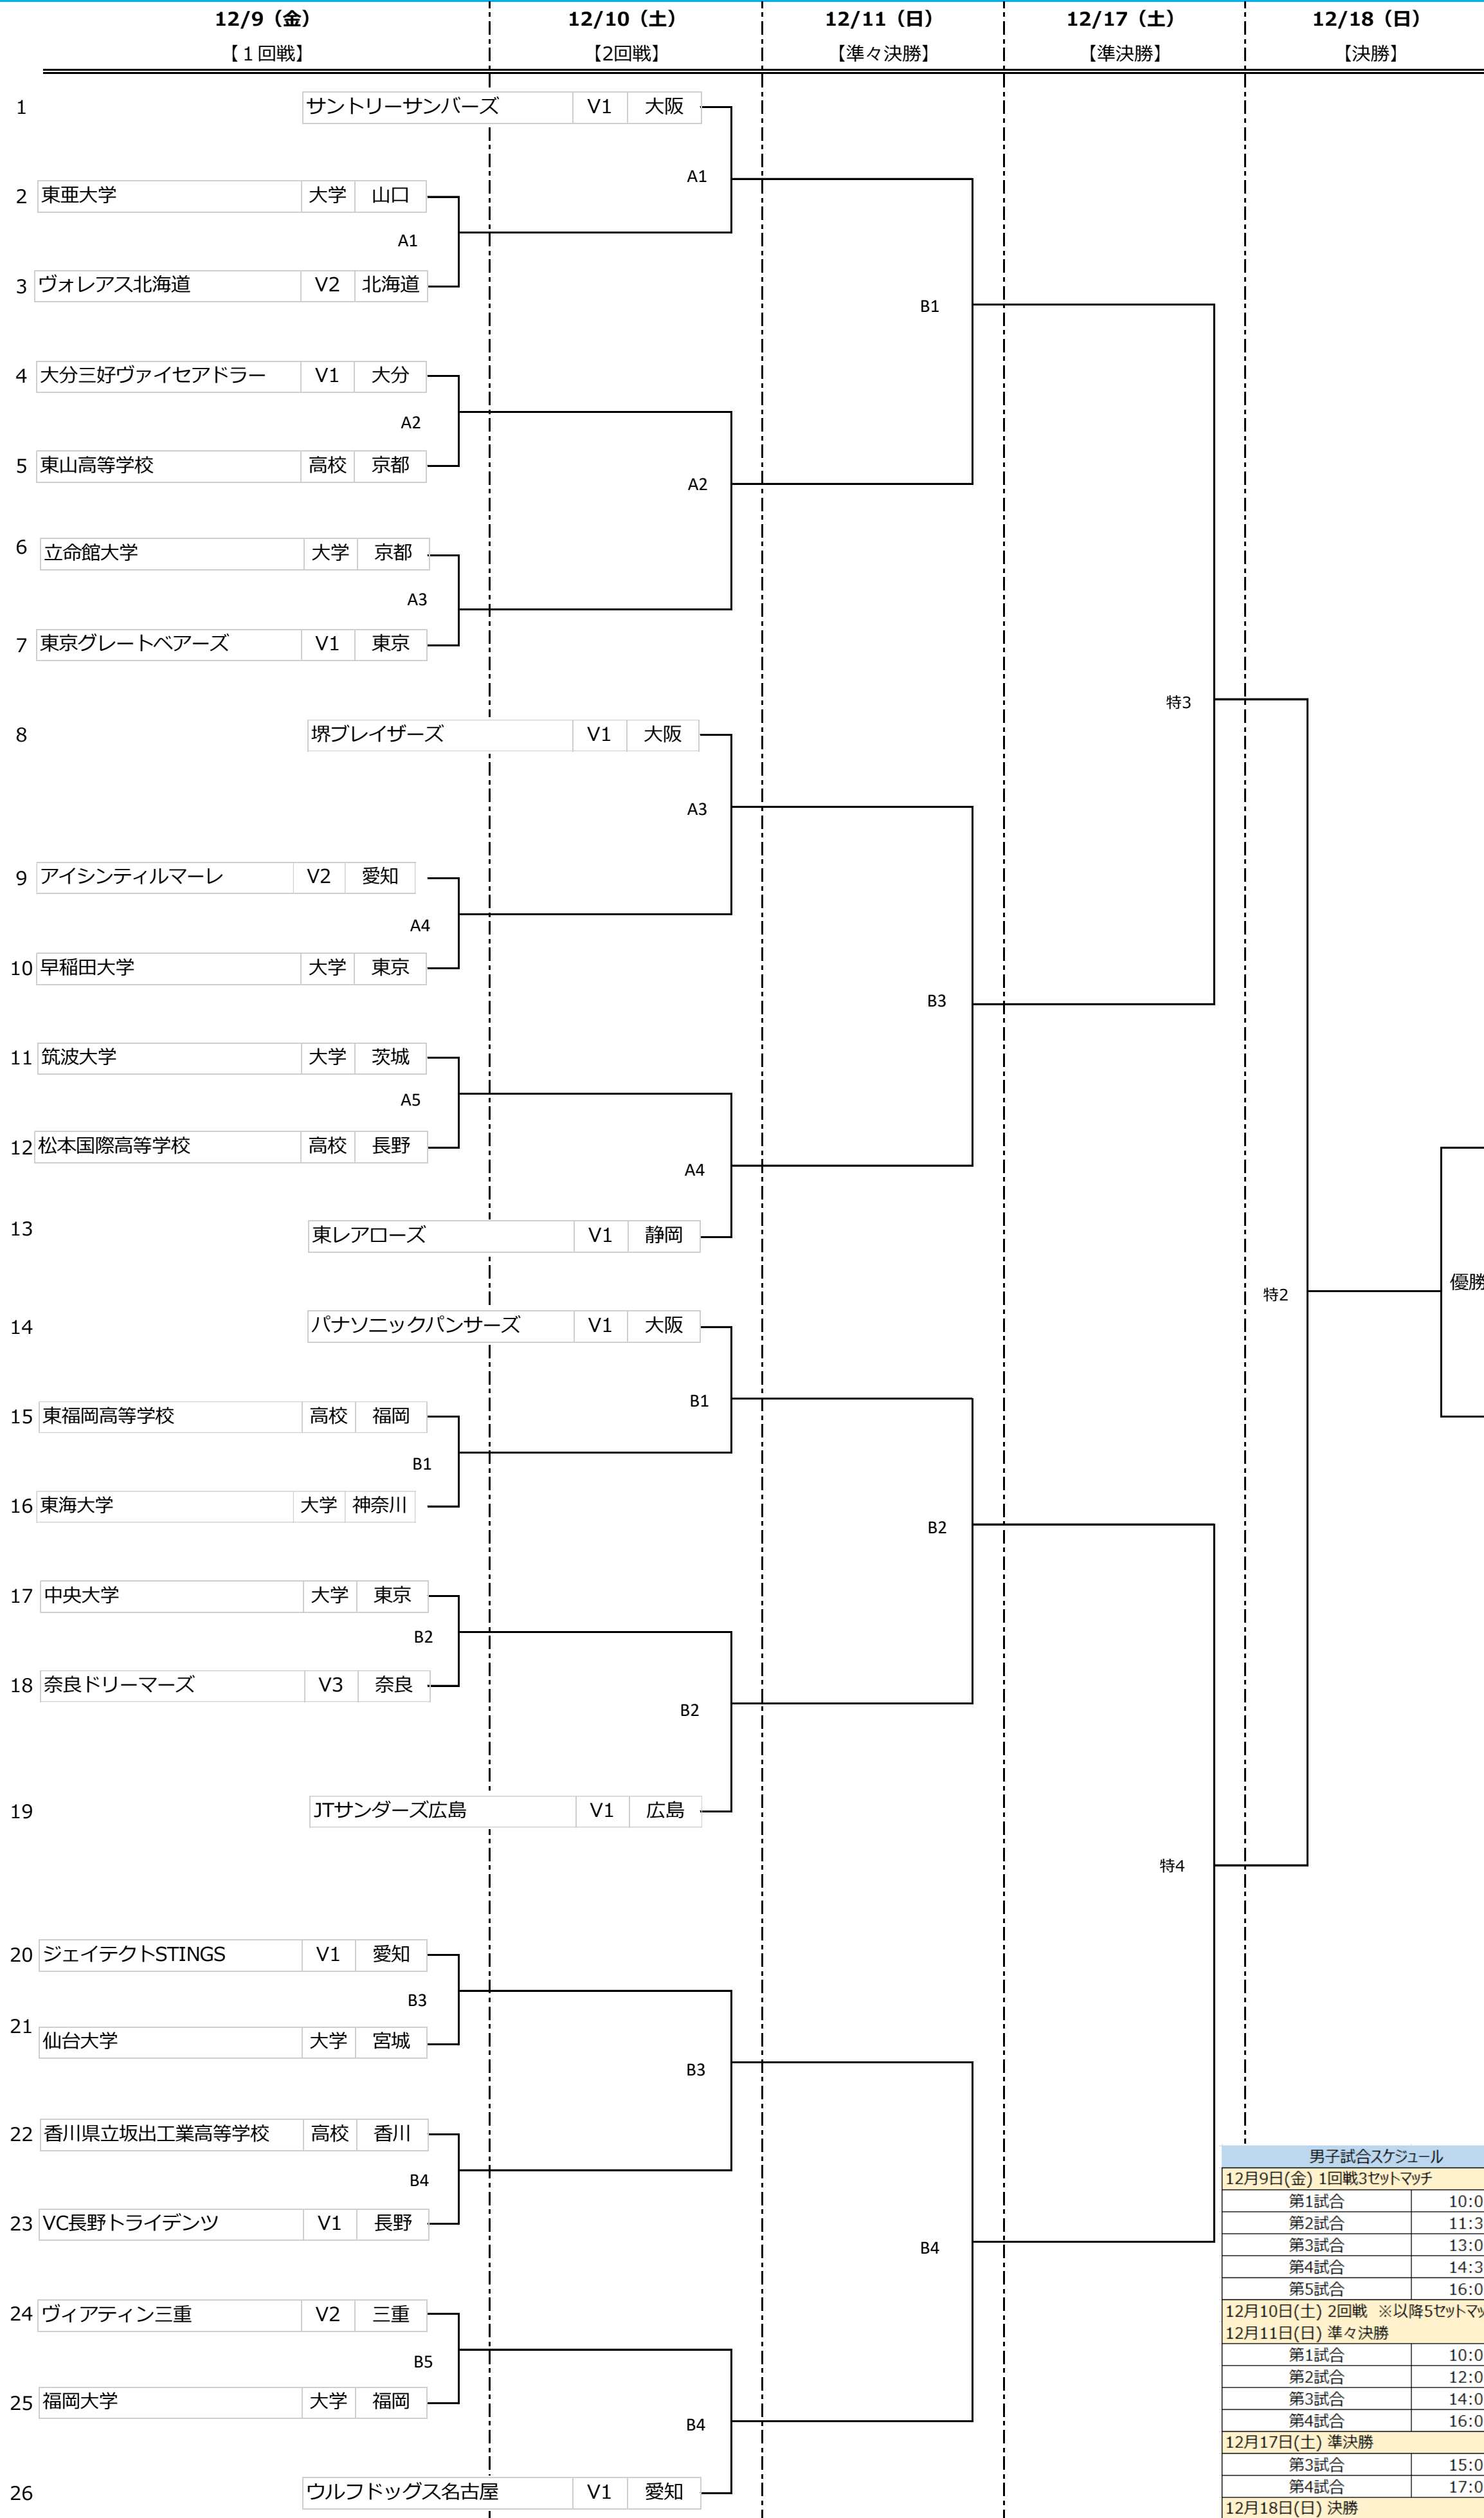 12/9（金） 12/10（土） 12/11（日） 12/17（土） 12/18（日）
【１回戦】 【2回戦】 【準々決勝】 【準決勝】 【決勝】
1 サントリーサンバーズ V1 大阪
A1
2 東亜大学 大学 山口
A1
3 ヴォレアス北海道 V2 北海道
B1
4 大分三好ヴァイセアドラー V1 大分
A2
5 東山高等学校 高校 京都
A2
6 立命館大学 大学 京都
A3
7 東京グレートベアーズ V1 東京
特3
8 堺ブレイザーズ V1 大阪
A3
9 アイシンティルマーレ V2 愛知
A4
10 早稲田大学 大学 東京
B3
11 筑波大学 大学 茨城
A5
12 松本国際高等学校 高校 長野
A4
13 東レアローズ V1 静岡
優勝
特2
14 パナソニックパンサーズ V1 大阪
B1
15 東福岡高等学校 高校 福岡
B1
16 東海大学 大学 神奈川
B2
17 中央大学 大学 東京
B2
18 奈良ドリーマーズ V3 奈良
B2
19 JTサンダーズ広島 V1 広島
特4
20 ジェイテクトSTINGS V1 愛知
B3
21 仙台大学 大学 宮城
B3
22 香川県立坂出工業高等学校 高校 香川
B4
23 VC長野トライデンツ V1 長野
B4
24 ヴィアティン三重 V2 三重
B5
25 福岡大学 大学 福岡
B4
26 ウルフドッグス名古屋 V1 愛知
男子試合スケジュール
12月9日(金) 1回戦3セットマッチ
第1試合 10:0
第2試合 11:3
第3試合 13:0
第4試合 14:3
第5試合 16:0
12月10日(土) 2回戦 ※以降5セットマッ
12月11日(日) 準々決勝
第1試合 10:0
第2試合 12:0
第3試合 14:0
第4試合 16:0
12月17日(土) 準決勝
第3試合 15:0
第4試合 17:0
12月18日(日) 決勝